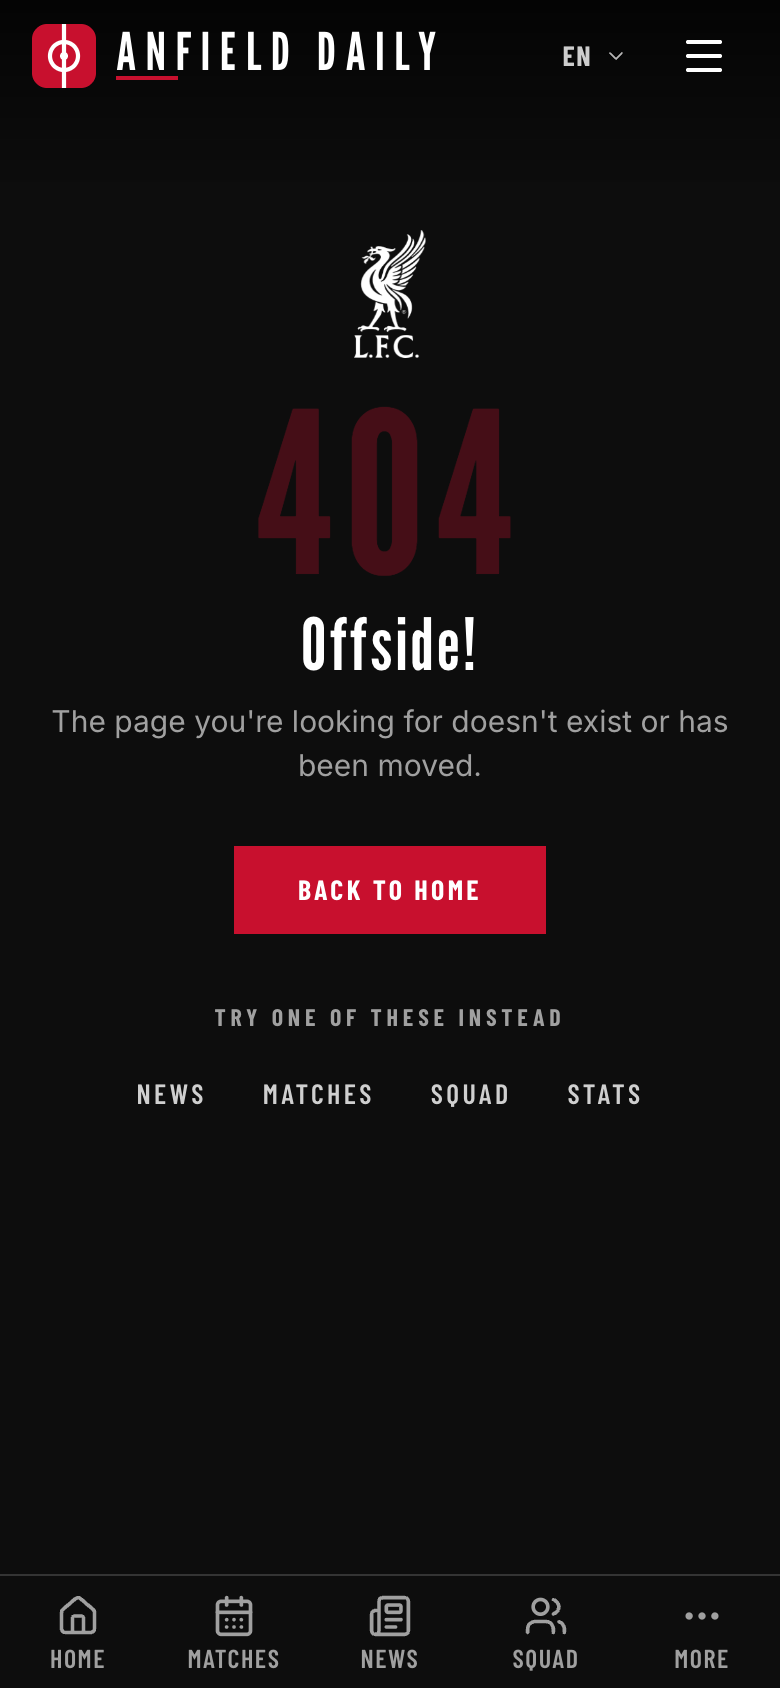 ANFIELD DAILY
EN
L.F.C.
404
Offside!
The page you're looking for doesn't exist or has
been moved.
BACK TO HOME
TRY ONE OF THESE INSTEAD
NEWS MATCHES SQUAD STATS
HOME MATCHES NEWS SQUAD MORE